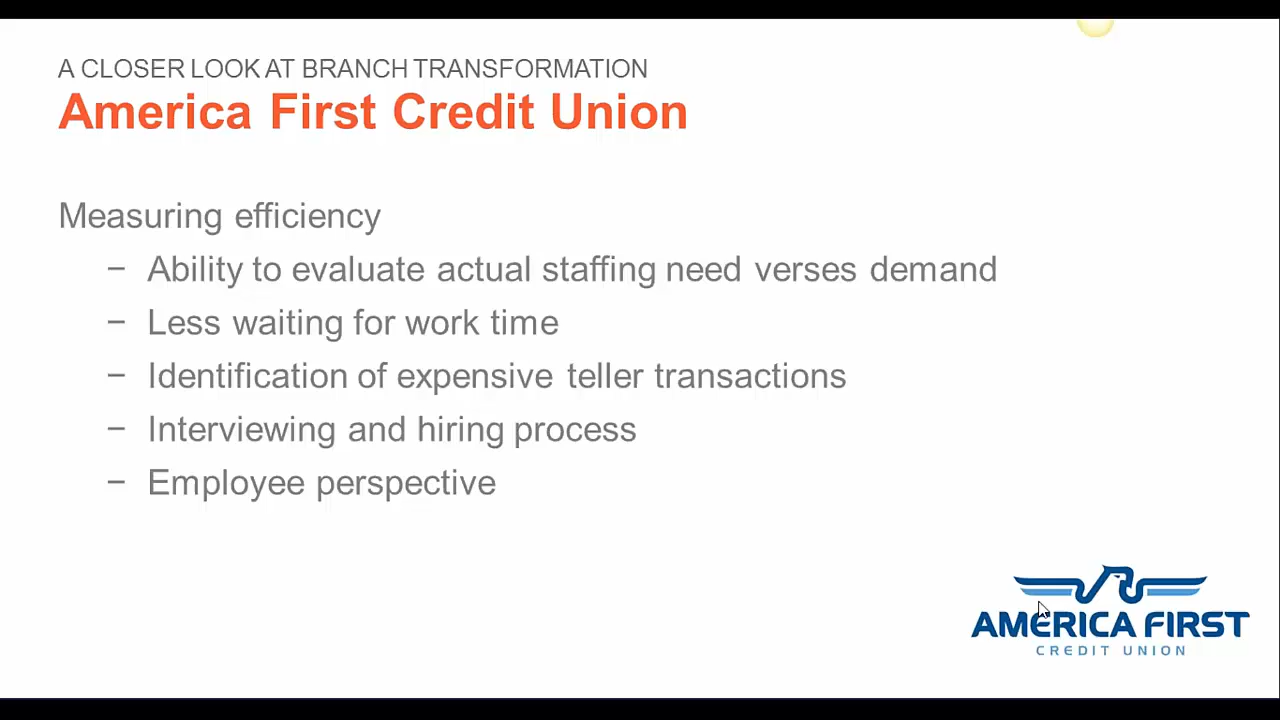 A CLOSER LOOK AT BRANCH TRANSFORMATION
America First Credit Union
Measuring efficiency
− Ability to evaluate actual staffing need verses demand
− Less waiting for work time
− Identification of expensive teller transactions
− Interviewing and hiring process
− Employee perspective
AMERICA FIRST
CREDIT UNION